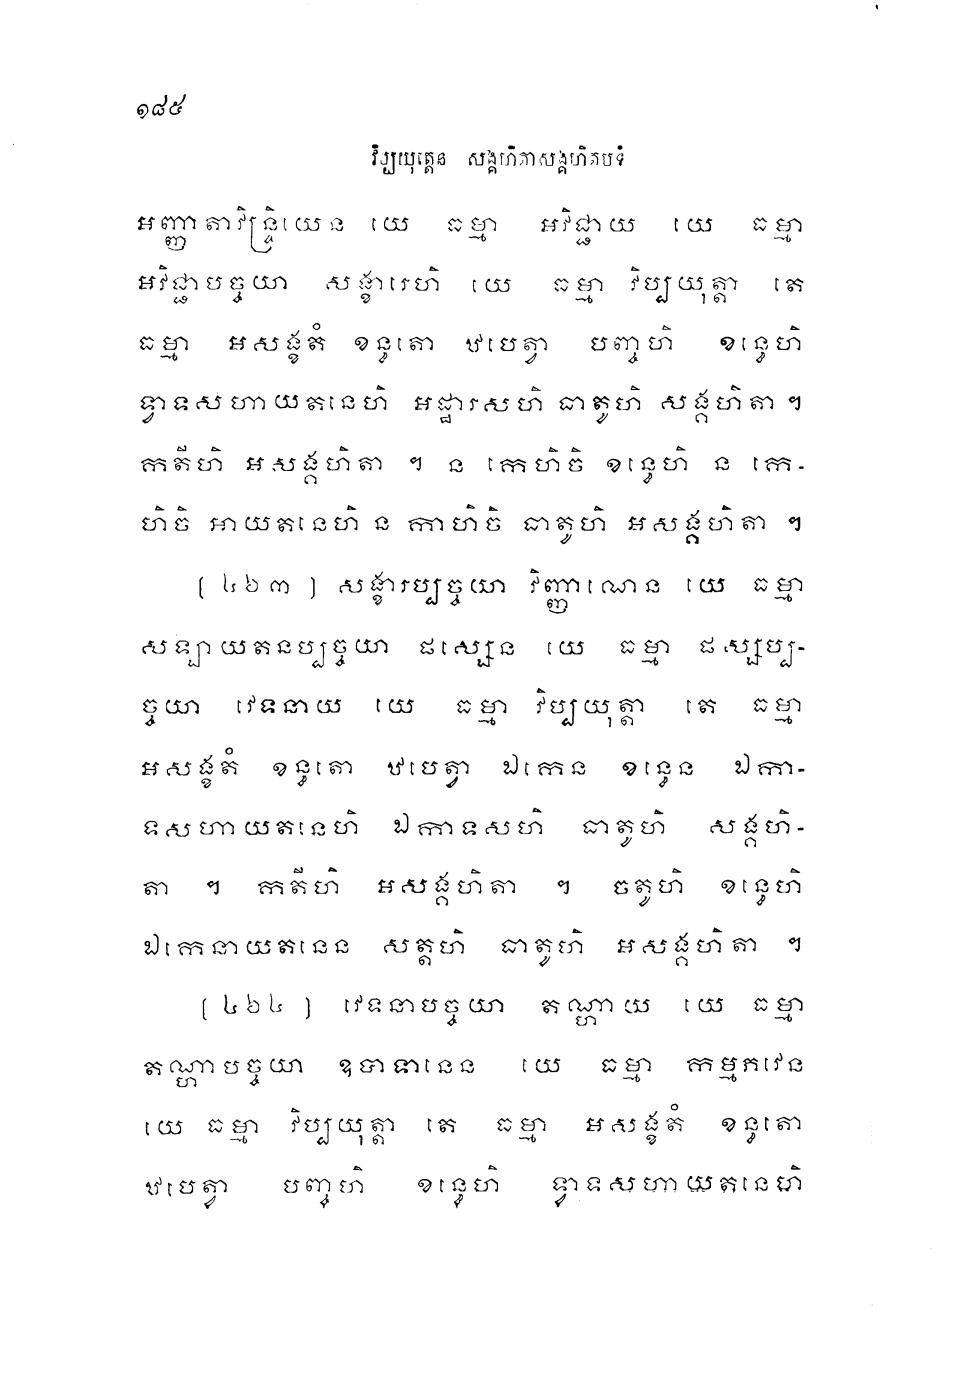 ១៨៥
វិប្បយុត្តេន សង្គហិតាសង្គហិតបទំ
អញ្ញាតាវិន្ទ្រិយេន យេ ធម្មា អវិជ្ជាយ យេ ធម្មា
អវិជ្ជាបច្ចយា សង្ខារេហិ យេ ធម្មា វិប្បយុត្តា តេ
ធម្មា អសង្ខតំ ខន្ធតោ ឋបេត្វា បញ្ចហិ ខន្ធេហិ
ទ្វាទសហាយតនេហិ អដ្ឋារសហិ ធាតូហិ សង្គហិតា ។
កតីហិ អសង្គហិតា ។ ន កេហិចិ ខន្ធេហិ ន កេ-
ហិចិ អាយតនេហិ ន កាហិចិ ធាតូហិ អសង្គហិតា ។
[ ៤៦៣ ] សង្ខារប្បច្ចយា វិញ្ញាណេន យេ ធម្មា
សឡាយតនប្បច្ចយា ផស្សេន យេ ធម្មា ផស្សប្ប-
ច្ចយា វេទនាយ យេ ធម្មា វិប្បយុត្តា តេ ធម្មា
អសង្ខតំ ខន្ធតោ ឋបេត្វា ឯកេន ខន្ធេន ឯកា-
ទសហាយតនេហិ ឯកាទសហិ ធាតូហិ សង្គហិ-
តា ។ កតីហិ អសង្គហិតា ។ ចតូហិ ខន្ធេហិ
ឯកេនាយតនេន សត្តហិ ធាតូហិ អសង្គហិតា ។
[ ៤៦៤ ] វេទនាបច្ចយា តណ្ហាយ យេ ធម្មា
តណ្ហាបច្ចយា ឧបាទានេន យេ ធម្មា កម្មភវេន
យេ ធម្មា វិប្បយុត្តា តេ ធម្មា អសង្ខតំ ខន្ធតោ
ឋបេត្វា បញ្ចហិ ខន្ធេហិ ទ្វាទសហាយតនេហិ